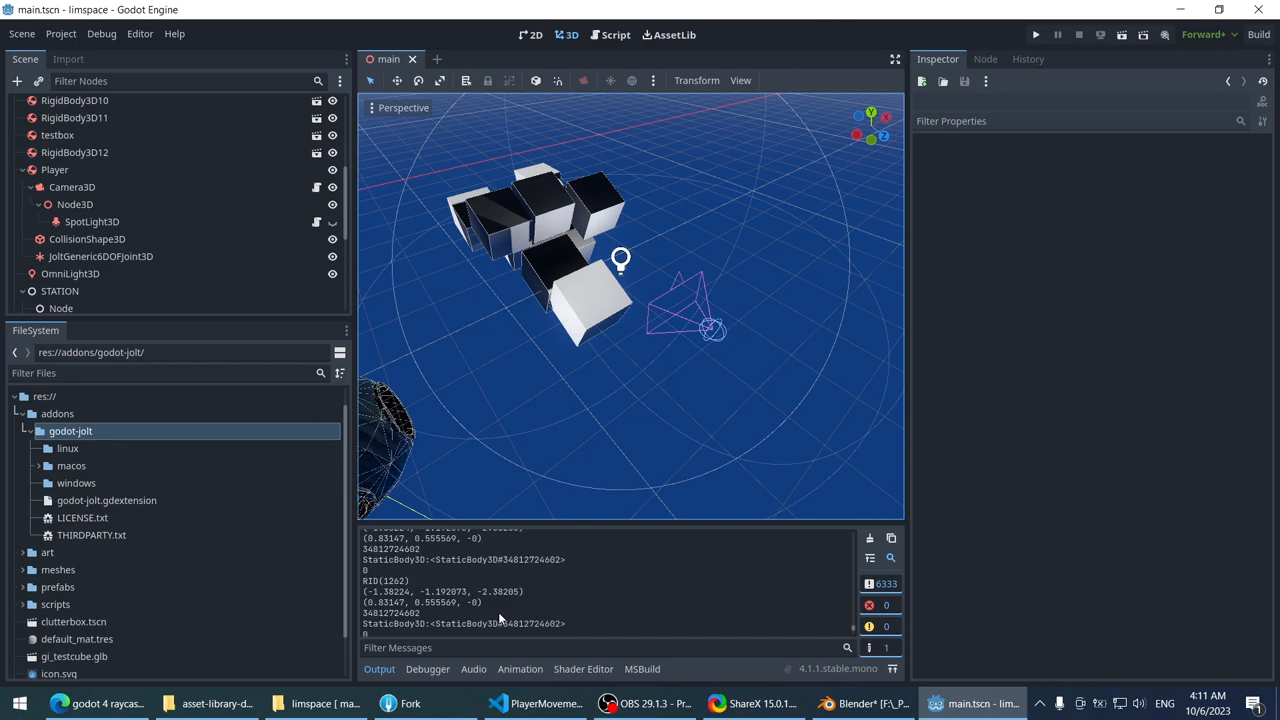 main.tscn - limspace - Godot Engine
Scene Project Debug Editor Help
2D 3D Script AssetLib
Forward+ Build
Scene Import
main
Inspector Node History
Filter Nodes
Transform View
Perspective
Y X Z
DOC
Filter Properties
RigidBody3D10
RigidBody3D11
testbox
RigidBody3D12
Player
Camera3D
Node3D
SpotLight3D
CollisionShape3D
JoltGeneric6DOFJoint3D
OmniLight3D
STATION
Node
FileSystem
res://addons/godot-jolt/
Filter Files
res://
addons
godot-jolt
linux
macos
windows
godot-jolt.gdextension
LICENSE.txt
THIRDPARTY.txt
art
meshes
prefabs
scripts
clutterbox.tscn
default_mat.tres
gi_testcube.glb
icon.svg
(0.83147, 0.555569, -0)
34812724602
StaticBody3D:<StaticBody3D#34812724602>
0
RID(1262)
(-1.38224, -1.192073, -2.38205)
(0.83147, 0.555569, -0)
34812724602
StaticBody3D:<StaticBody3D#34812724602>
0
6333
0
0
1
Filter Messages
Output Debugger Audio Animation Shader Editor MSBuild
4.1.1.stable.mono
godot 4 raycas...
asset-library-d...
limspace [ ma...
Fork
PlayerMoveme...
OBS 29.1.3 - Pr...
ShareX 15.0.1...
Blender* [F:\_P...
main.tscn - lim...
ENG
4:11 AM
10/6/2023
1